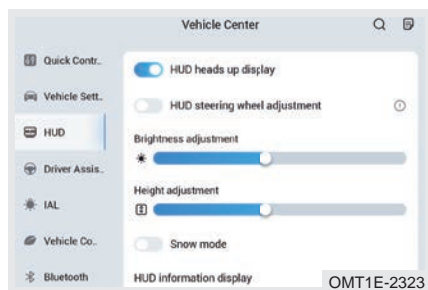 Vehicle Center
Quick Contr..
HUD heads up display
Vehicle Sett..
HUD steering wheel adjustment
HUD
Brightness adjustment
Driver Assis..
Height adjustment
IAL
Vehicle Co..
Snow mode
Bluetooth
HUD information display
OMT1E-2323